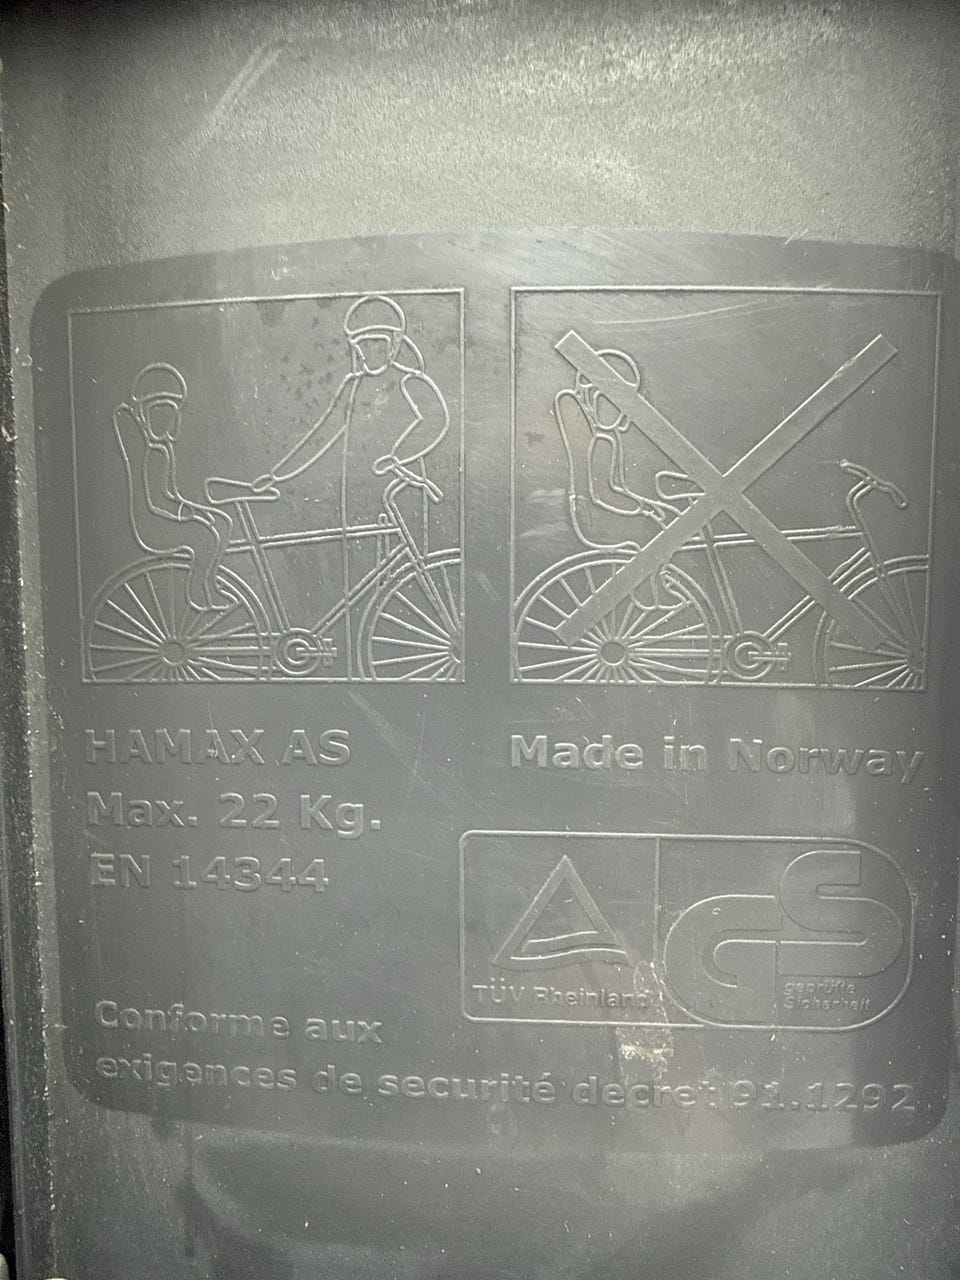 HAMAX AS
Made in Norway
Max. 22 Kg.
EN 14344
TÜV Rheinland
GS
geprüfte
Sicherheit
Conforme aux
exigences de securité decret 91.1292